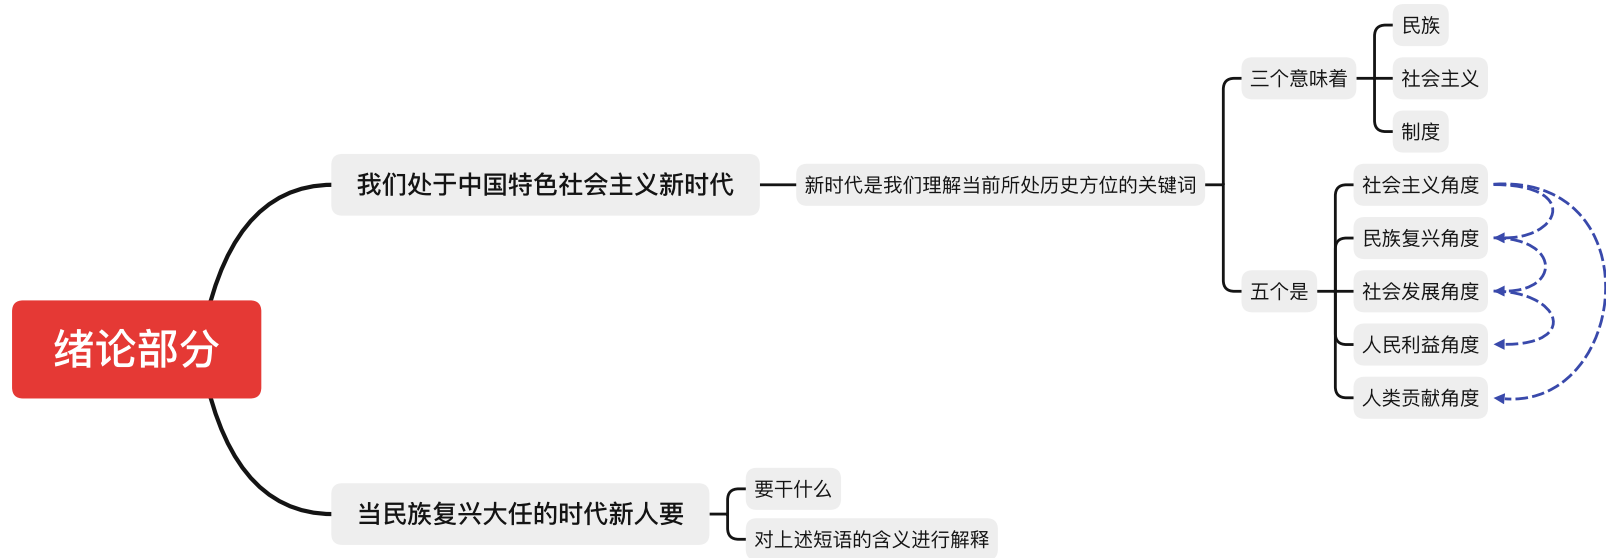 绪论部分
我们处于中国特色社会主义新时代
新时代是我们理解当前所处历史方位的关键词
三个意味着
民族
社会主义
制度
五个是
社会主义角度
民族复兴角度
社会发展角度
人民利益角度
人类贡献角度
当民族复兴大任的时代新人要
要干什么
对上述短语的含义进行解释